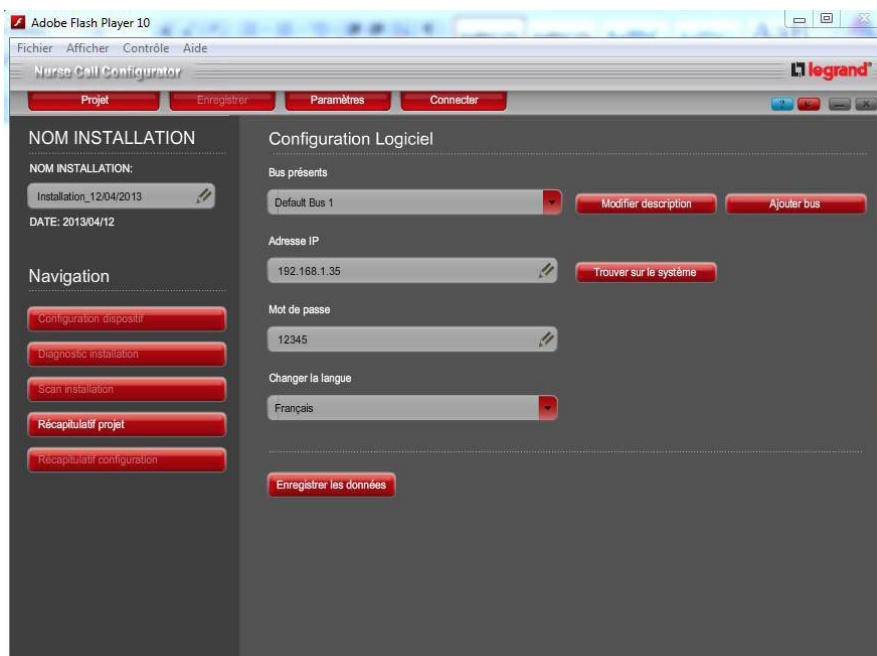 Adobe Flash Player 10
Fichier Afficher Contrôle Aide
Nurse Call Configurator
legrand
Projet Enregistrer Paramètres Connecter
NOM INSTALLATION
NOM INSTALLATION:
Installation_12/04/2013
DATE: 2013/04/12
Navigation
Configuration dispositif
Diagnostic installation
Scan installation
Récapitulatif projet
Récapitulatif configuration
Configuration Logiciel
Bus présents
Default Bus 1 Modifier description Ajouter bus
Adresse IP
192.168.1.35 Trouver sur le système
Mot de passe
12345
Changer la langue
Français
Enregistrer les données